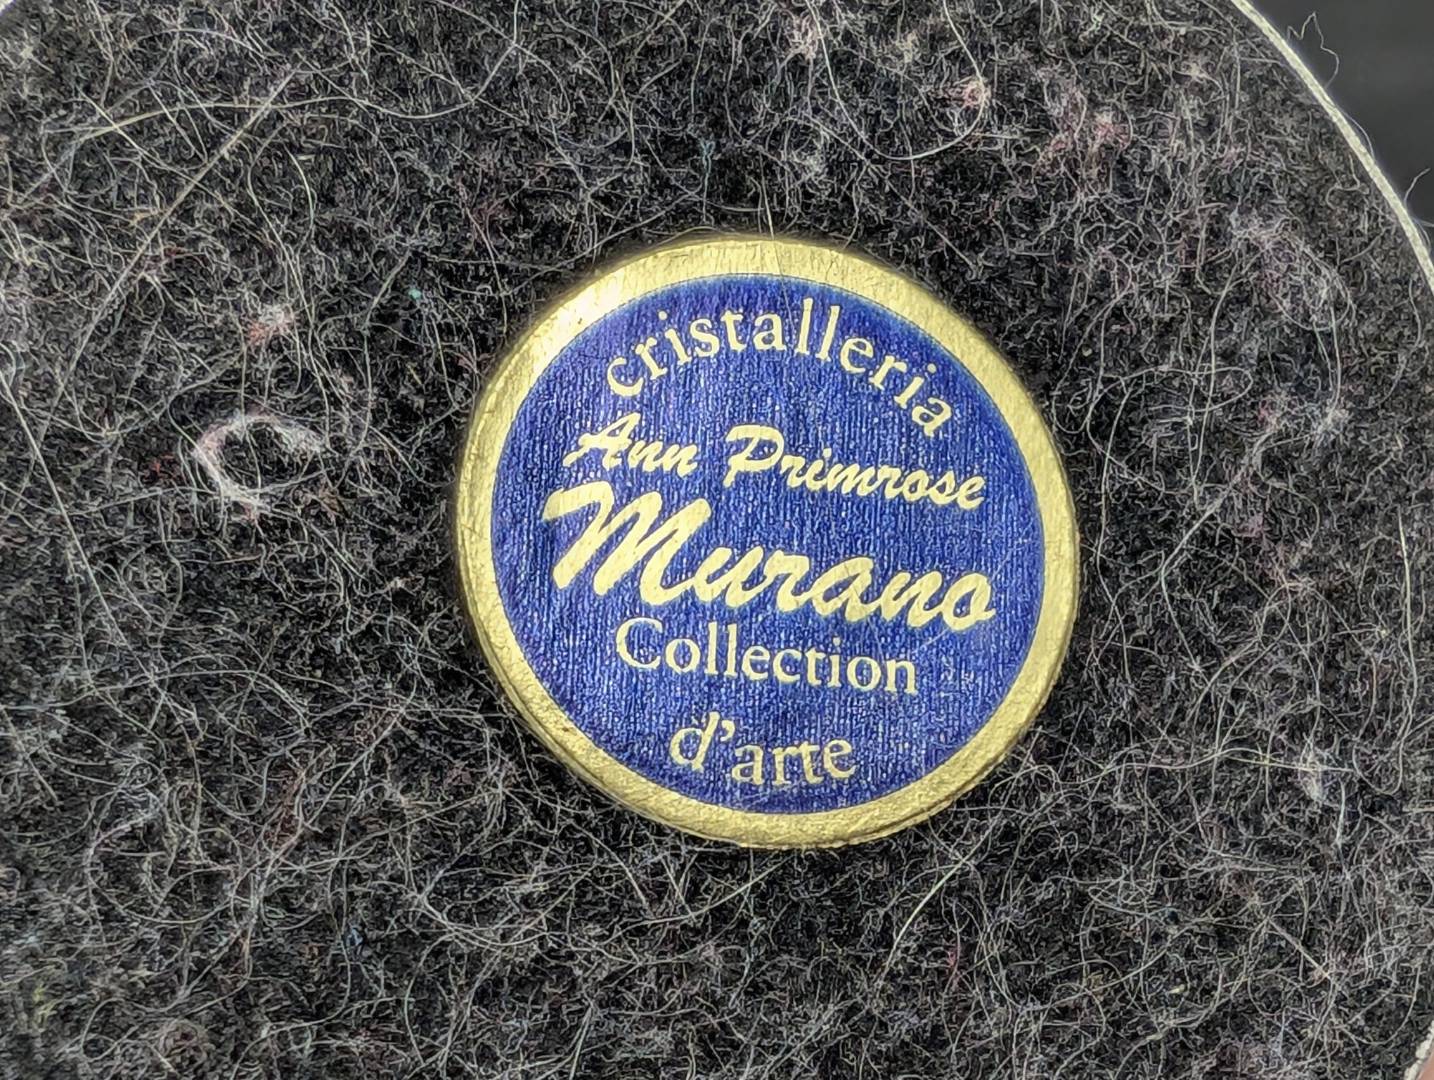 cristalleria
Ann Primrose
Murano
Collection
d'arte